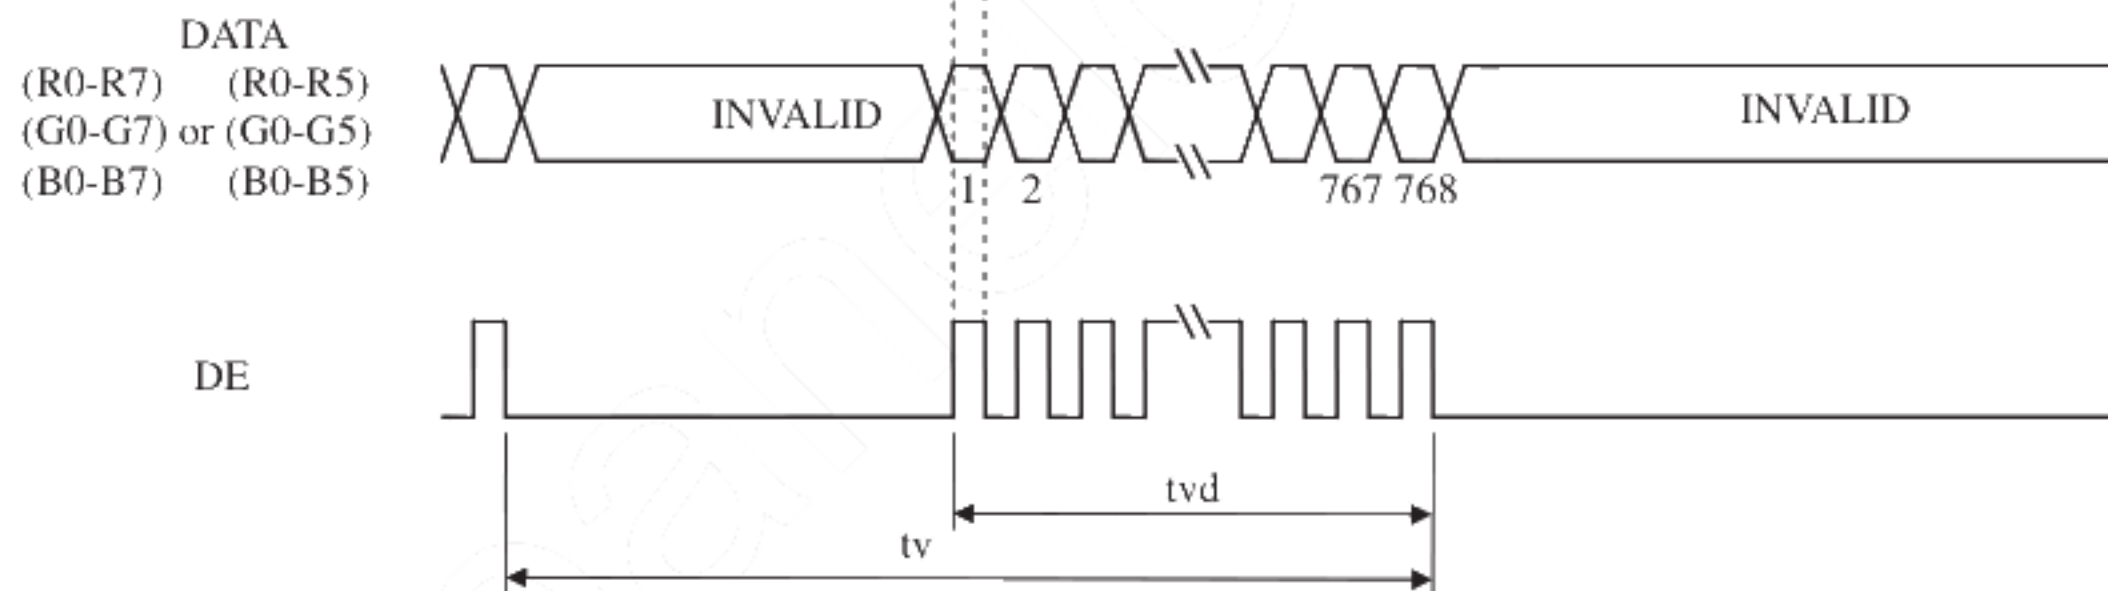 DATA
(R0-R7) (R0-R5)
(G0-G7) or (G0-G5)
(B0-B7) (B0-B5)
INVALID
INVALID
1 2 767 768
DE
tvd
tv